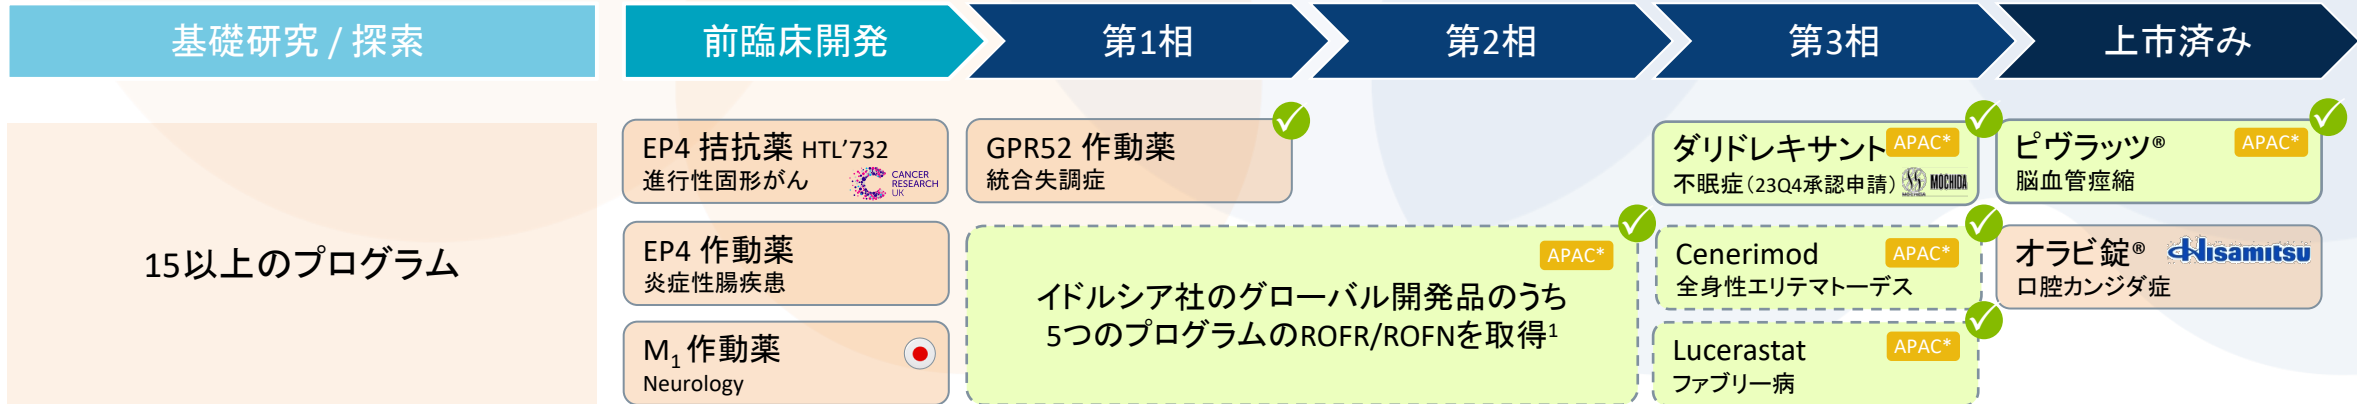 基礎研究 / 探索
前臨床開発
第1相
第2相
第3相
上市済み
15以上のプログラム
EP4 拮抗薬 HTL’732
進行性固形がん
CANCER
RESEARCH
UK
EP4 作動薬
炎症性腸疾患
M₁ 作動薬
Neurology
GPR52 作動薬
統合失調症
APAC*
イドルシア社のグローバル開発品のうち
5つのプログラムのROFR/ROFNを取得¹
ダリドレキサント APAC*
不眠症（23Q4承認申請） MOCHIDA
Cenerimod APAC*
全身性エリテマトーデス
Lucerastat APAC*
ファブリー病
ピヴラッツ® APAC*
脳血管痙縮
オラビ錠® Hisamitsu
口腔カンジダ症